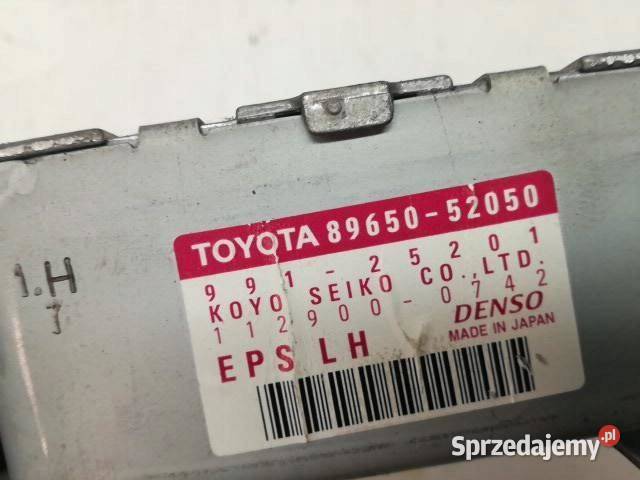 TOYOTA 89650-52050
991-25201
KOYO SEIKO CO.,LTD.
112900-0742
DENSO
EPS LH
MADE IN JAPAN
1.H
Sprzedajemy.pl